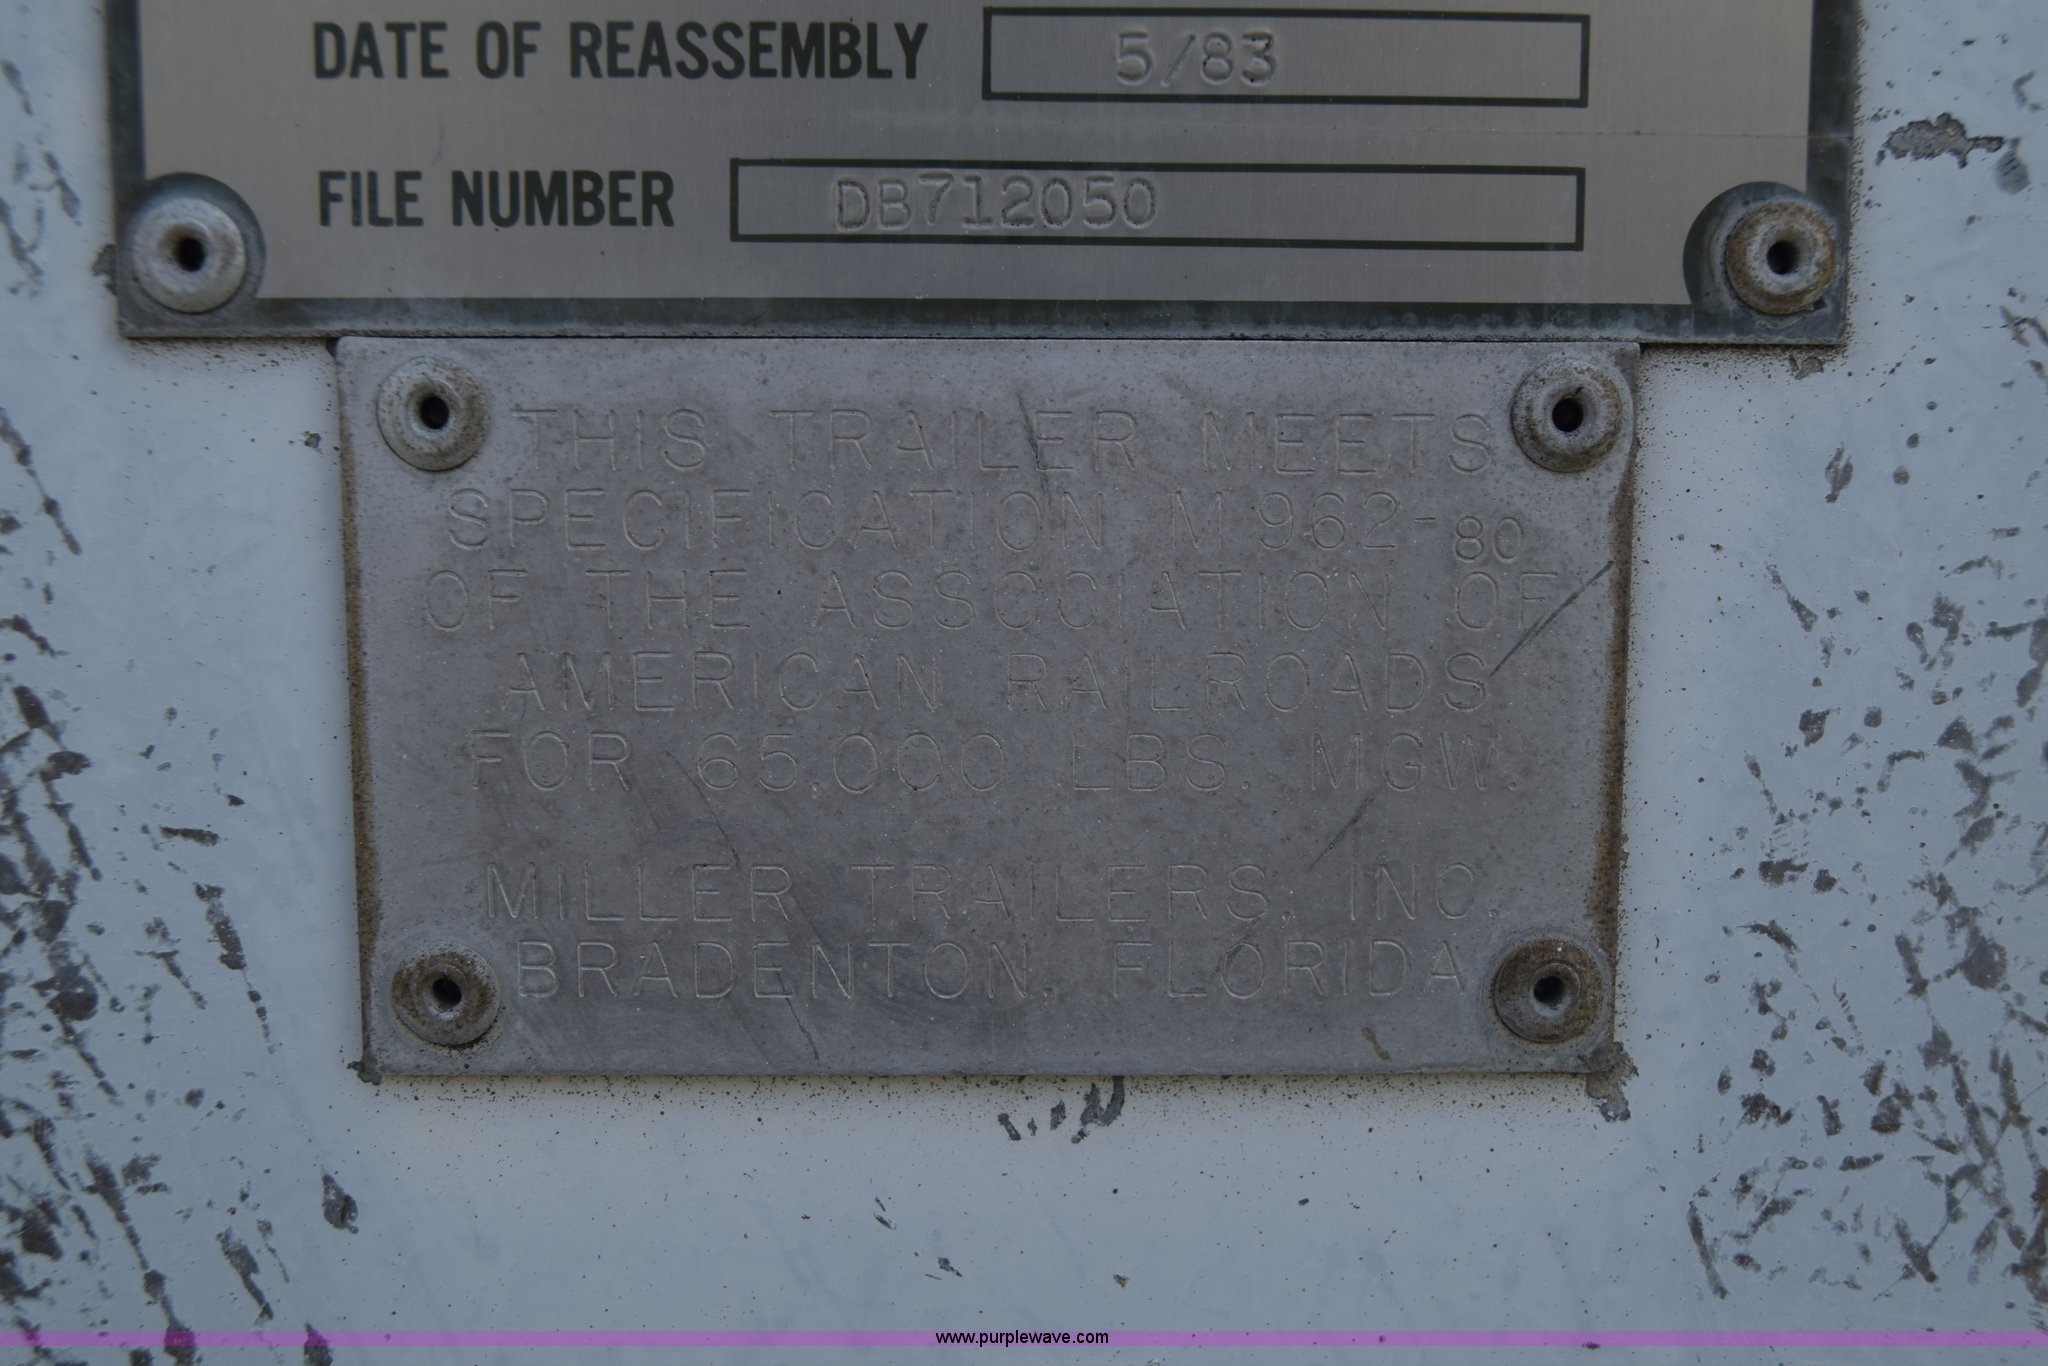 DATE OF REASSEMBLY 5/83
FILE NUMBER DB712050
THIS TRAILER MEETS
SPECIFICATION M962-80
OF THE ASSOCIATION OF
AMERICAN RAILROADS
FOR 65,000 LBS. MGW.
MILLER TRAILERS, INC.
BRADENTON, FLORIDA
www.purplewave.com